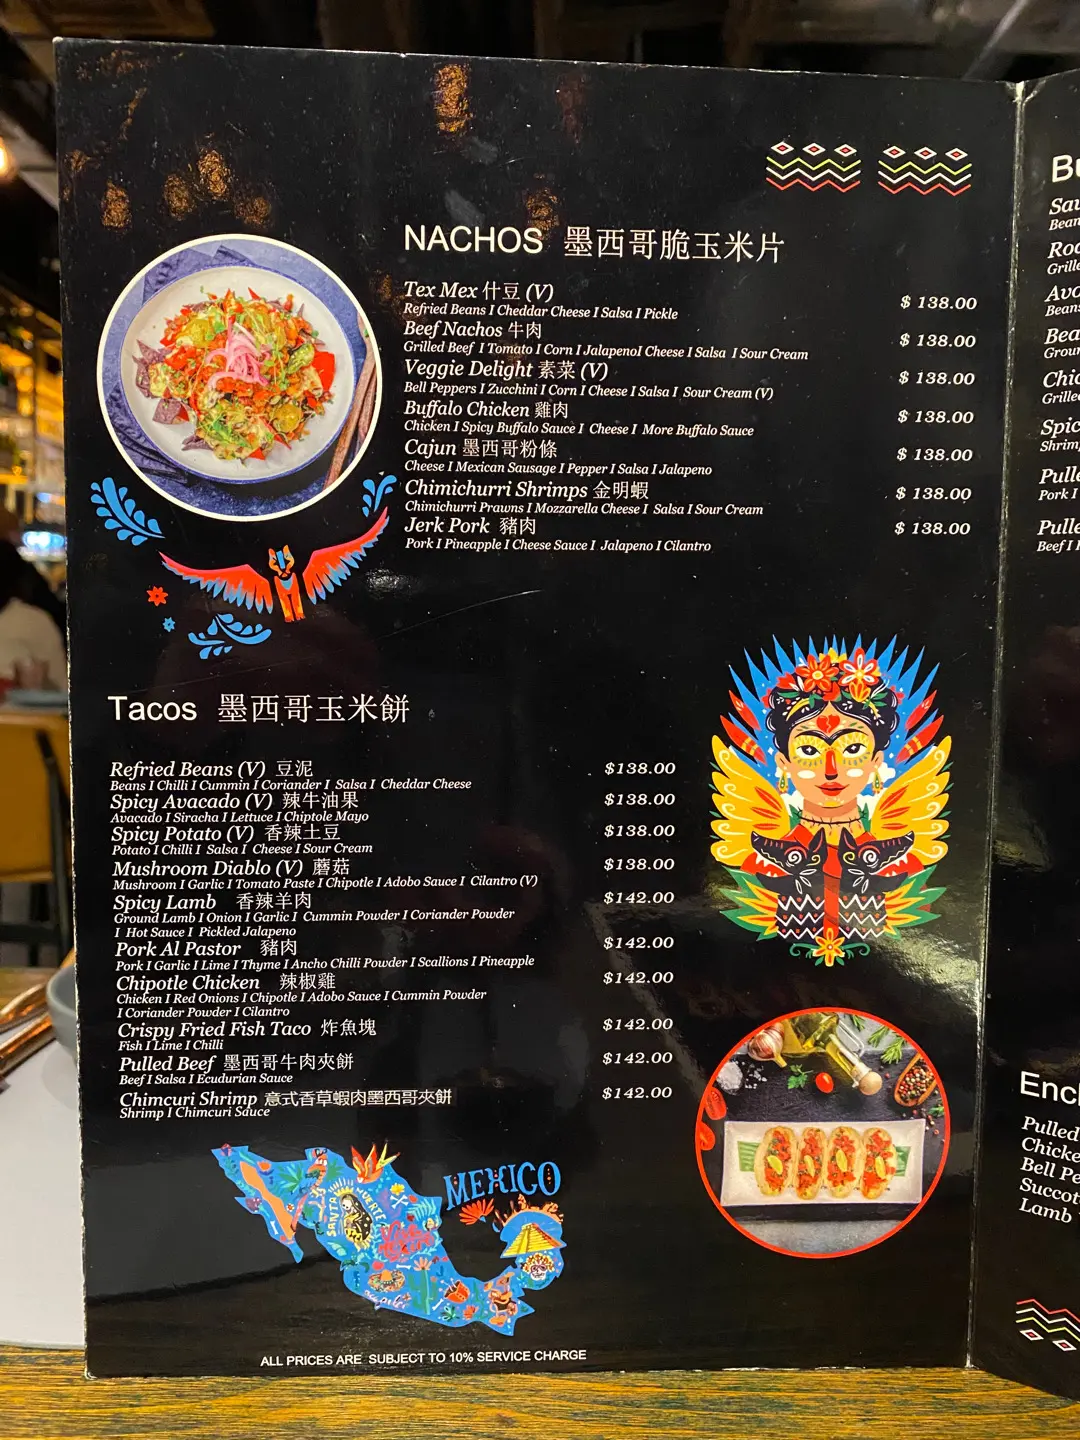 NACHOS 墨西哥脆玉米片
Tex Mex 什豆 (V) $ 138.00
Refried Beans I Cheddar Cheese I Salsa I Pickle
Beef Nachos 牛肉 $ 138.00
Grilled Beef I Tomato I Corn I JalapenoI Cheese I Salsa I Sour Cream
Veggie Delight 素菜 (V) $ 138.00
Bell Peppers I Zucchini I Corn I Cheese I Salsa I Sour Cream (V)
Buffalo Chicken 雞肉 $ 138.00
Chicken I Spicy Buffalo Sauce I Cheese I More Buffalo Sauce
Cajun 墨西哥粉條 $ 138.00
Cheese I Mexican Sausage I Pepper I Salsa I Jalapeno
Chimichurri Shrimps 金明蝦 $ 138.00
Chimichurri Prawns I Mozzarella Cheese I Salsa I Sour Cream
Jerk Pork 豬肉 $ 138.00
Pork I Pineapple I Cheese Sauce I Jalapeno I Cilantro
Tacos 墨西哥玉米餅
Refried Beans (V) 豆泥 $138.00
Beans I Chilli I Cummin I Coriander I Salsa I Cheddar Cheese
Spicy Avacado (V) 辣牛油果 $138.00
Avacado I Siracha I Lettuce I Chiptole Mayo
Spicy Potato (V) 香辣土豆 $138.00
Potato I Chilli I Salsa I Cheese I Sour Cream
Mushroom Diablo (V) 蘑菇 $138.00
Mushroom I Garlic I Tomato Paste I Chipotle I Adobo Sauce I Cilantro (V)
Spicy Lamb 香辣羊肉 $142.00
Ground Lamb I Onion I Garlic I Cummin Powder I Coriander Powder
I Hot Sauce I Pickled Jalapeno
Pork Al Pastor 豬肉 $142.00
Pork I Garlic I Lime I Thyme I Ancho Chilli Powder I Scallions I Pineapple
Chipotle Chicken 辣椒雞 $142.00
Chicken I Red Onions I Chipotle I Adobo Sauce I Cummin Powder
I Coriander Powder I Cilantro
Crispy Fried Fish Taco 炸魚塊 $142.00
Fish I Lime I Chilli
Pulled Beef 墨西哥牛肉夾餅 $142.00
Beef I Salsa I Ecudurian Sauce
Chimcuri Shrimp 意式香草蝦肉墨西哥夾餅 $142.00
Shrimp I Chimcuri Sauce
MEXICO
SANTA MUERTE
ALL PRICES ARE SUBJECT TO 10% SERVICE CHARGE
Pulled
Beef I
Pork I
Lamb